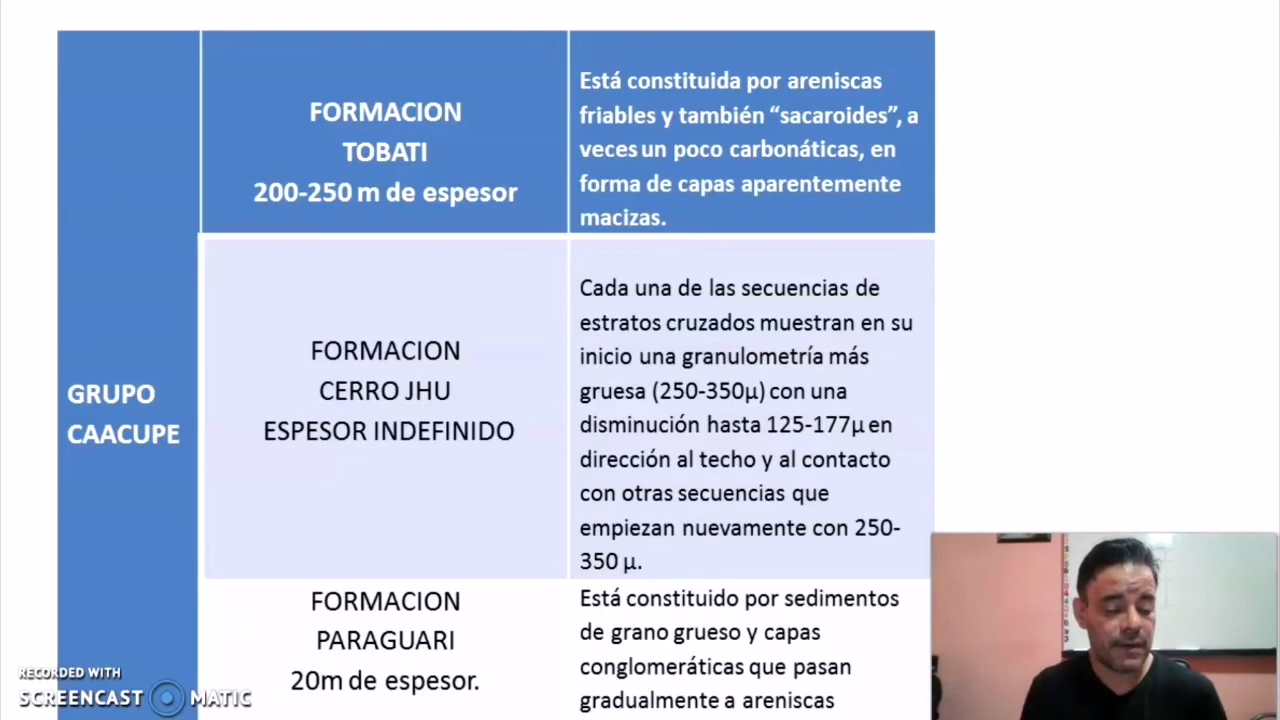 GRUPO
CAACUPE
FORMACION
TOBATI
200-250 m de espesor
Está constituida por areniscas
friables y también “sacaroides”, a
veces un poco carbonáticas, en
forma de capas aparentemente
macizas.
FORMACION
CERRO JHU
ESPESOR INDEFINIDO
Cada una de las secuencias de
estratos cruzados muestran en su
inicio una granulometría más
gruesa (250-350µ) con una
disminución hasta 125-177µ en
dirección al techo y al contacto
con otras secuencias que
empiezan nuevamente con 250-
350 µ.
FORMACION
PARAGUARI
20m de espesor.
Está constituido por sedimentos
de grano grueso y capas
conglomeráticas que pasan
gradualmente a areniscas
RECORDED WITH
SCREENCAST MATIC